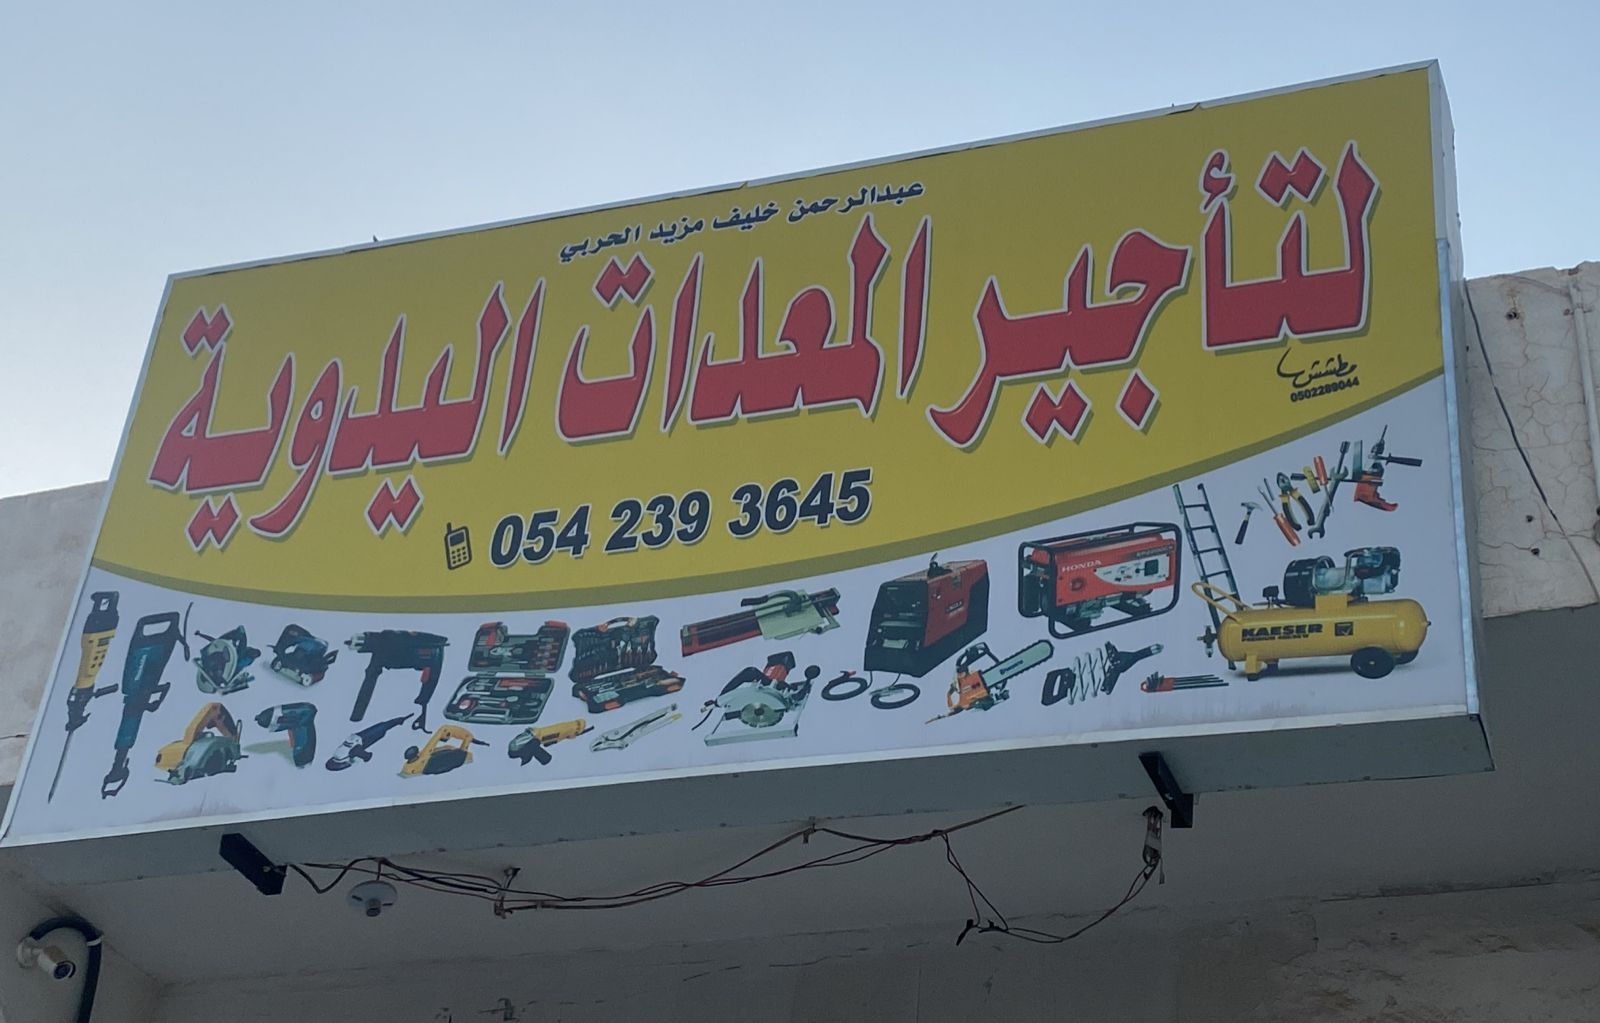 عبدالرحمن خليف مزيد الحربي
لتأجير المعدات اليدوية
0502289044
054 239 3645
HONDA
KAESER